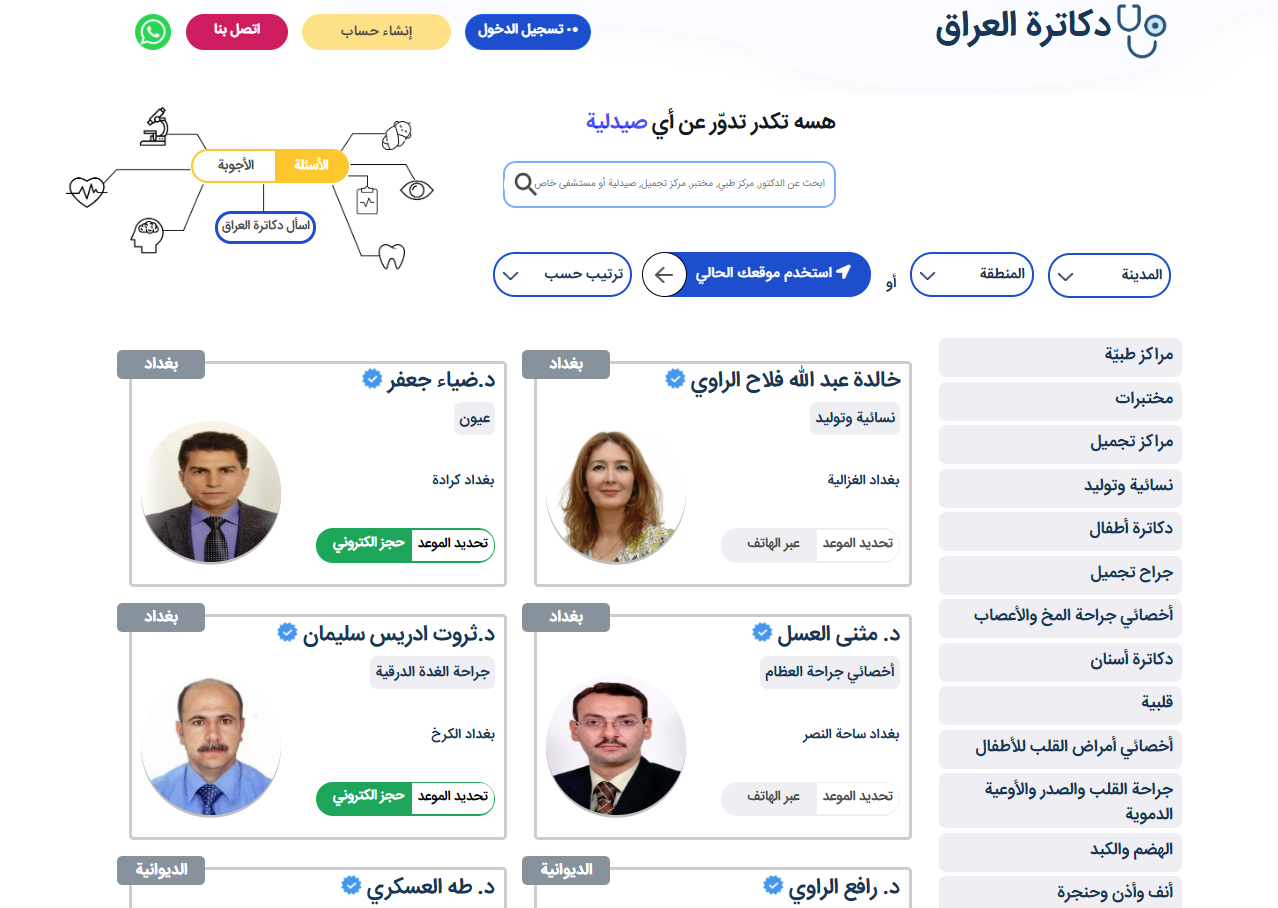 دكاترة العراق
•• تسجيل الدخول
إنشاء حساب
اتصل بنا
هسه تكدر تدوّر عن أي صيدلية
ابحث عن الدكتور, مركز طبي, مختبر, مركز تجميل, صيدلية أو مستشفى خاص
الأسئلة
الأجوبة
اسأل دكاترة العراق
المدينة
المنطقة
أو
استخدم موقعك الحالي
ترتيب حسب
مراكز طبيّة
مختبرات
مراكز تجميل
نسائية وتوليد
دكاترة أطفال
جراح تجميل
أخصائي جراحة المخ والأعصاب
دكاترة أسنان
قلبية
أخصائي أمراض القلب للأطفال
جراحة القلب والصدر والأوعية
الدموية
الهضم والكبد
أنف وأذن وحنجرة
بغداد
خالدة عبد الله فلاح الراوي
نسائية وتوليد
بغداد الغزالية
تحديد الموعد
عبر الهاتف
بغداد
د.ضياء جعفر
عيون
بغداد كرادة
تحديد الموعد
حجز الكتروني
بغداد
د. مثنى العسل
أخصائي جراحة العظام
بغداد ساحة النصر
تحديد الموعد
عبر الهاتف
بغداد
د.ثروت ادريس سليمان
جراحة الغدة الدرقية
بغداد الكرخ
تحديد الموعد
حجز الكتروني
الديوانية
د. رافع الراوي
الديوانية
د. طه العسكري